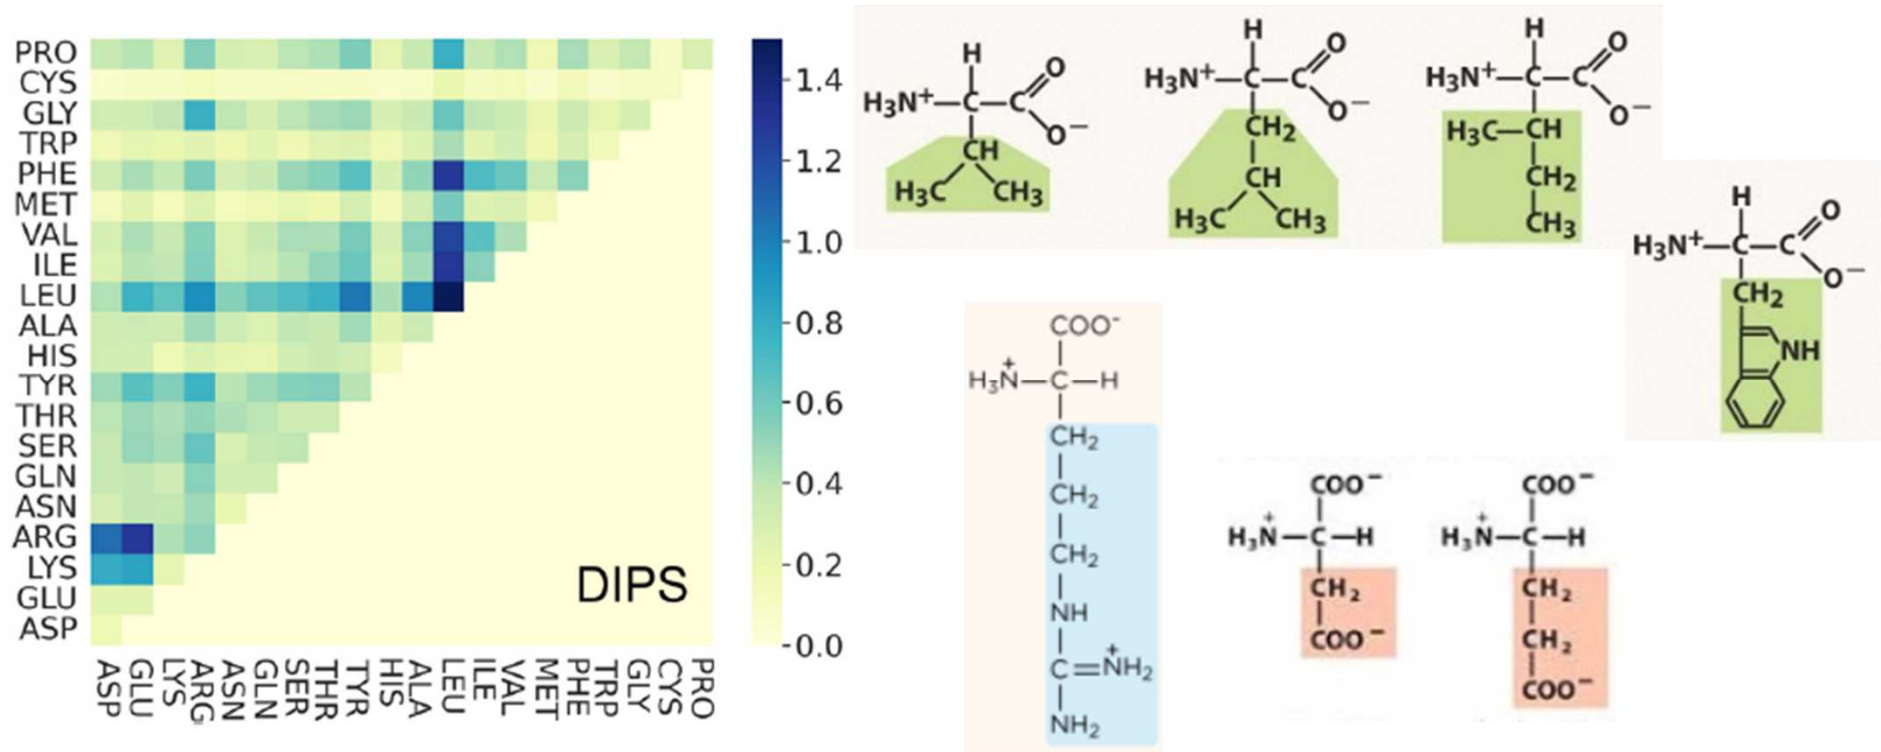 PRO
CYS
GLY
TRP
PHE
MET
VAL
ILE
LEU
ALA
HIS
TYR
THR
SER
GLN
ASN
ARG
LYS
GLU
ASP
ASP GLU LYS ARG ASN GLN SER THR TYR HIS ALA LEU ILE VAL MET PHE TRP GLY CYS PRO
DIPS
1.4
1.2
1.0
0.8
0.6
0.4
0.2
0.0
H
O
H₃N⁺ C C
O⁻
CH
H₃C CH₃
H
O
H₃N⁺ C C
O⁻
CH₂
CH
H₃C CH₃
H
O
H₃N⁺ C C
O⁻
H₃C CH
CH₂
CH₃
H
O
H₃N⁺ C C
O⁻
CH₂
NH
COO⁻
+
H₃N C H
CH₂
CH₂
CH₂
NH
+
C=NH₂
NH₂
COO⁻
+
H₃N C H
CH₂
COO⁻
COO⁻
+
H₃N C H
CH₂
CH₂
COO⁻